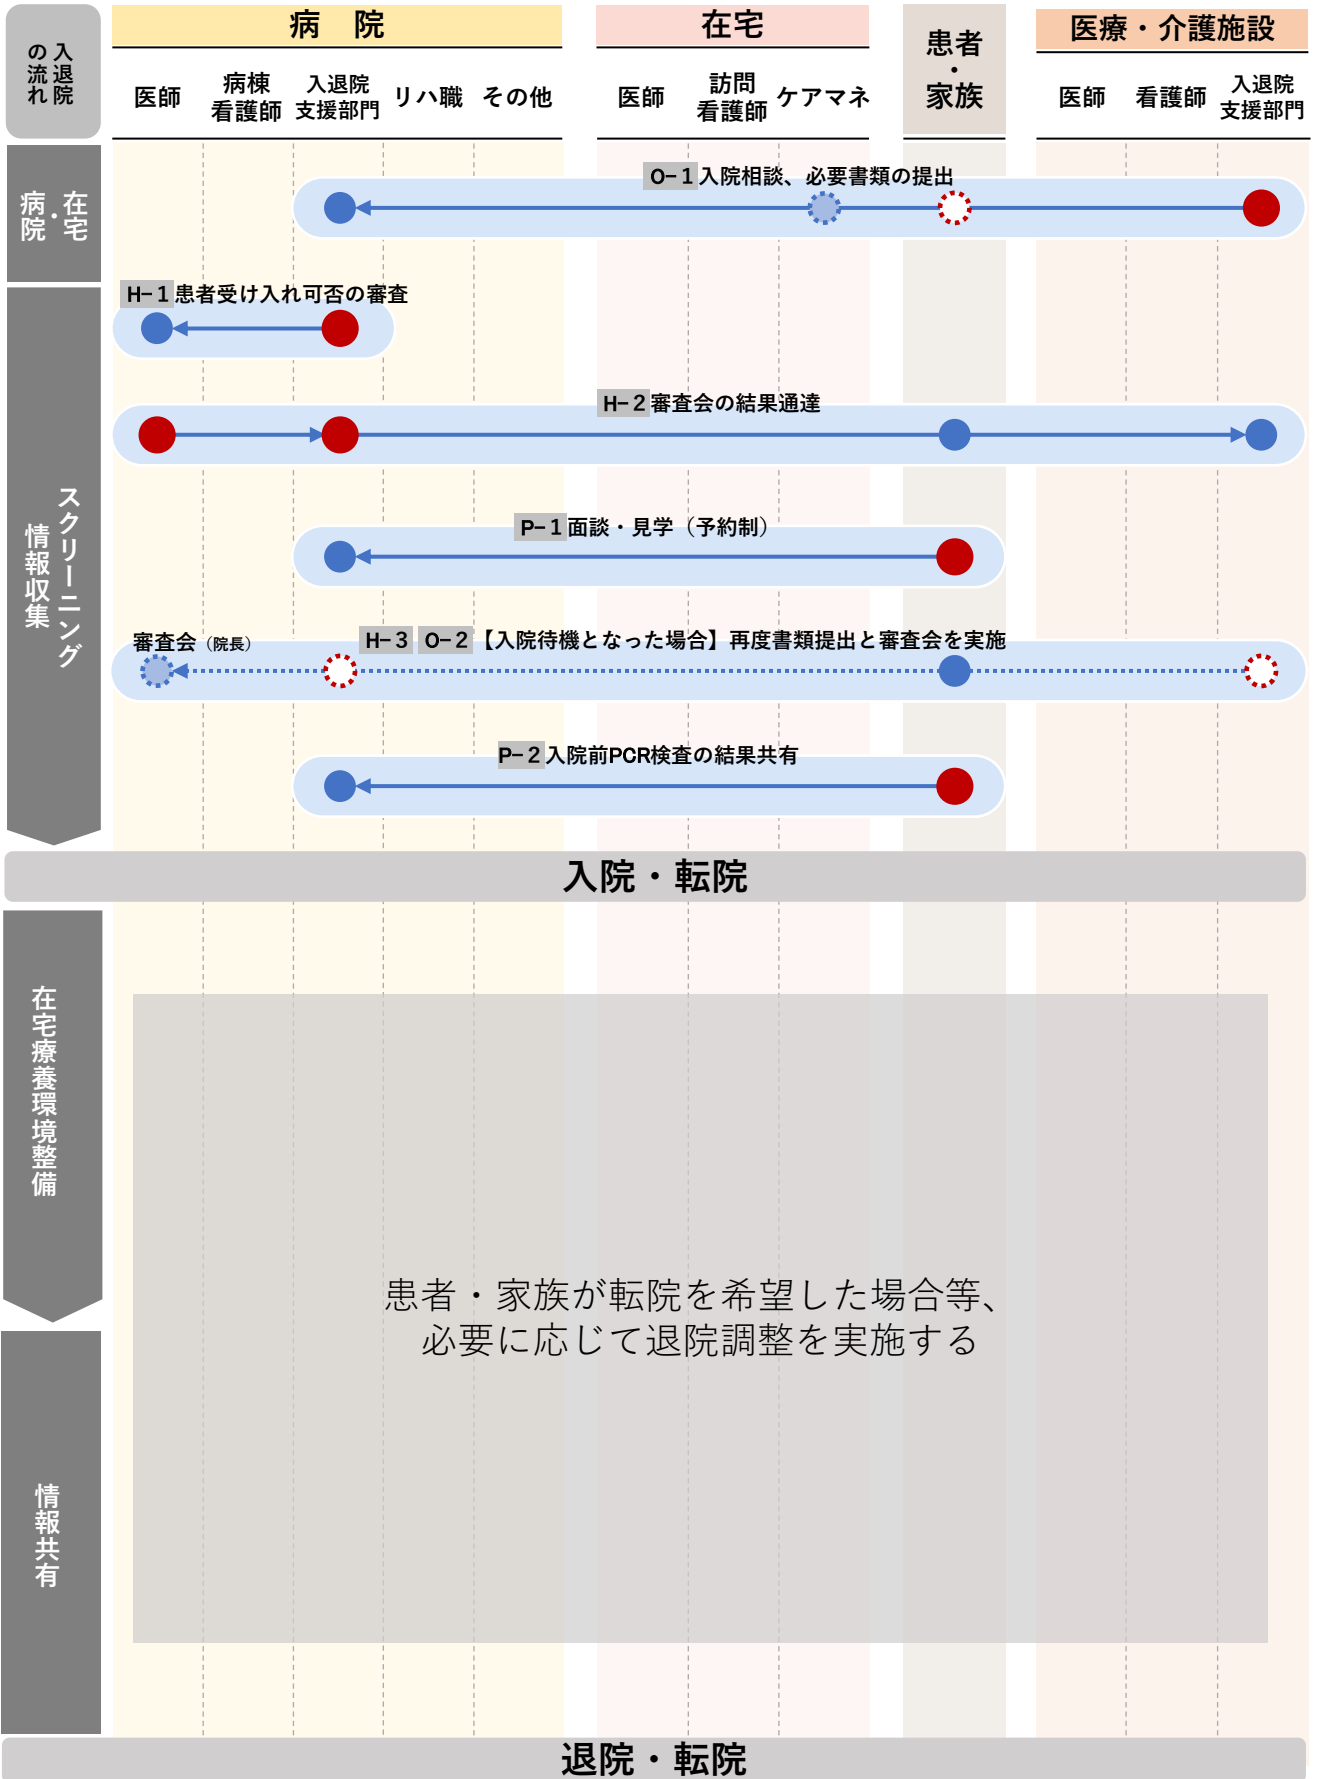 入退院
の流れ
病　院
在宅
患者
・
家族
医療・介護施設
医師
病棟
看護師
入退院
支援部門
リハ職
その他
医師
訪問
看護師
ケアマネ
医師
看護師
入退院
支援部門
在宅・
病院
O−1 入院相談、必要書類の提出
スクリーニング
情報収集
H−1 患者受け入れ可否の審査
H−2 審査会の結果通達
P−1 面談・見学（予約制）
審査会（院長）
H−3 O−2 【入院待機となった場合】再度書類提出と審査会を実施
P−2 入院前PCR検査の結果共有
入院・転院
在宅療養環境整備
患者・家族が転院を希望した場合等、
必要に応じて退院調整を実施する
情報共有
退院・転院